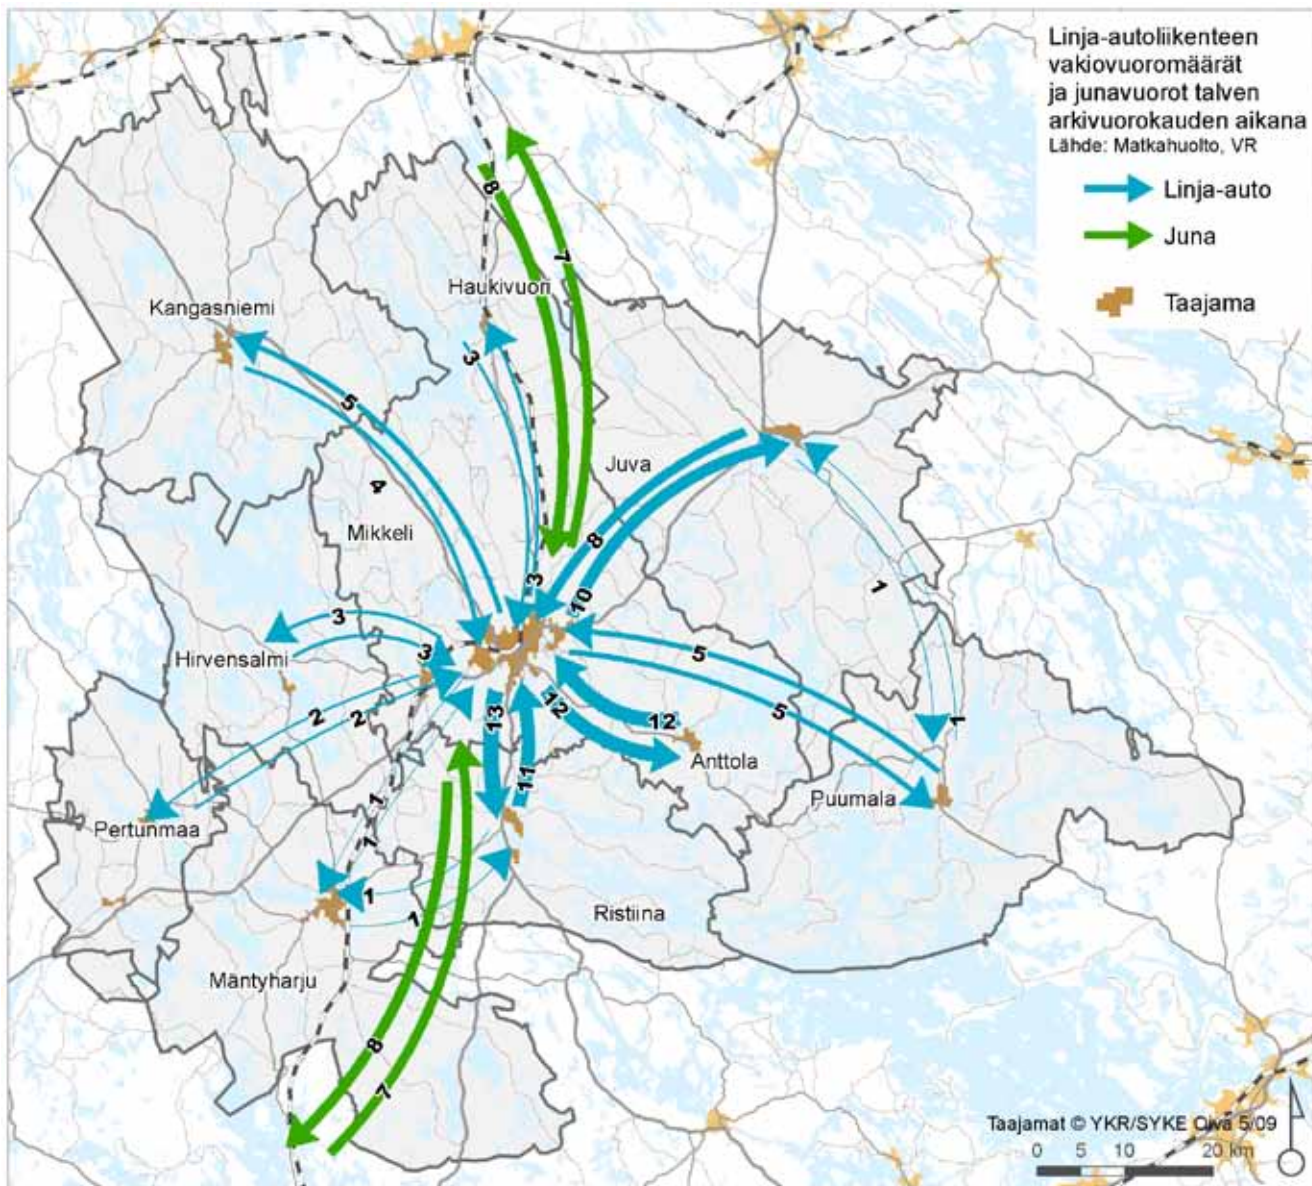 Linja-autoliikenteen
vakiovuoromäärät
ja junavuorot talven
arkivuorokauden aikana
Lähde: Matkahuolto, VR
Linja-auto
Juna
Taajama
8
7
Haukivuori
Kangasniemi
3
5
Juva
4
Mikkeli
8
3
10
1
3
3
Hirvensalmi
5
2
2
5
13
12
12
1
Anttola
11
Puumala
1
Pertunmaa
1
1
1
Ristiina
Mäntyharju
8
7
Taajamat © YKR/SYKE Oiva 5/09
0 5 10 20 km